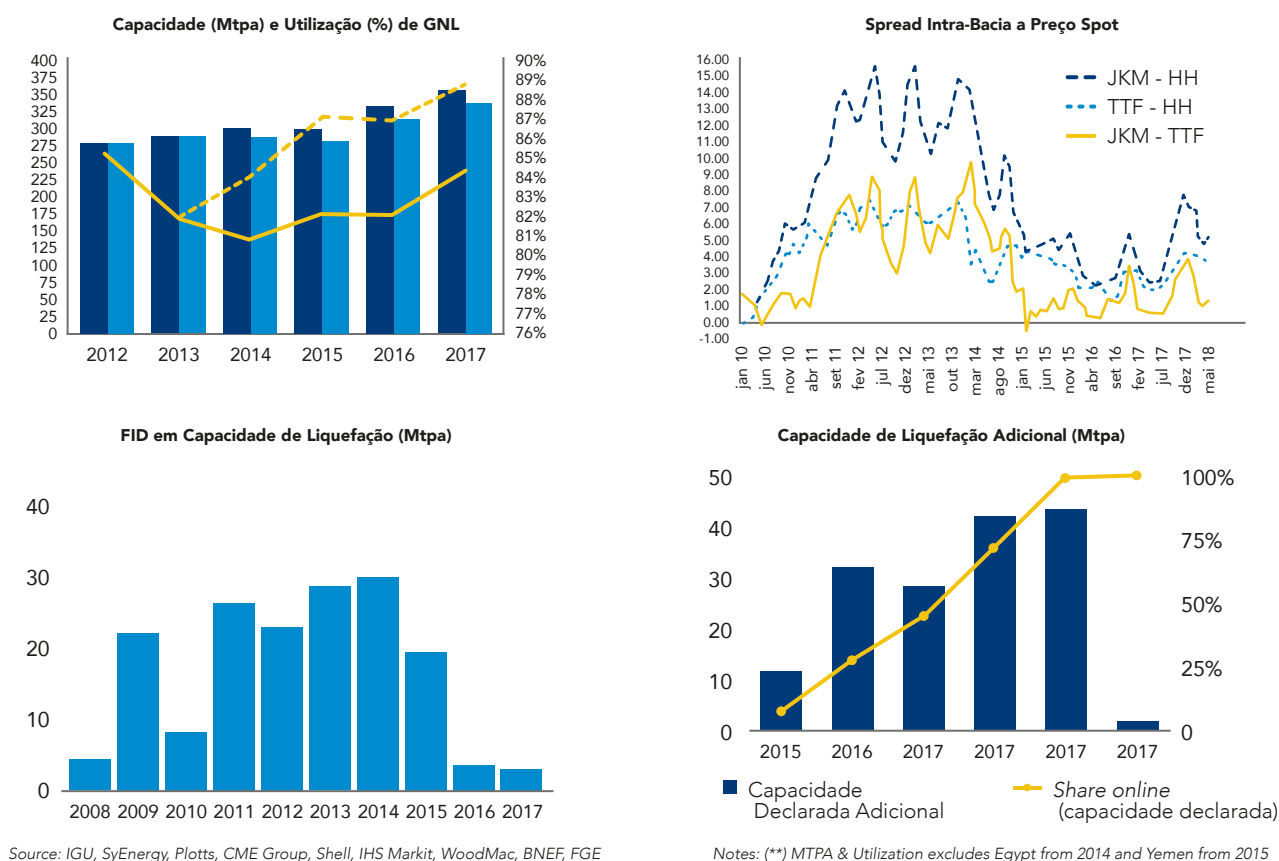 Capacidade (Mtpa) e Utilização (%) de GNL
400
375
350
325
300
275
250
225
200
175
150
125
100
75
50
25
0
90%
89%
88%
87%
86%
85%
84%
83%
82%
81%
80%
79%
78%
77%
76%
2012 2013 2014 2015 2016 2017
Spread Intra-Bacia a Preço Spot
16.00
15.00
14.00
13.00
12.00
11.00
10.00
9.00
8.00
7.00
6.00
5.00
4.00
3.00
2.00
1.00
0.00
-1.00
JKM - HH
TTF - HH
JKM - TTF
jan 10
jun 10
nov 10
abr 11
set 11
fev 12
jul 12
dez 12
mai 13
out 13
mar 14
ago 14
jan 15
jun 15
nov 15
abr 16
set 16
fev 17
jul 17
dez 17
mai 18
FID em Capacidade de Liquefação (Mtpa)
40
30
20
10
0
2008 2009 2010 2011 2012 2013 2014 2015 2016 2017
Capacidade de Liquefação Adicional (Mtpa)
50
40
30
20
10
0
100%
75%
50%
25%
0
2015 2016 2017 2017 2017 2017
Capacidade
Declarada Adicional
Share online
(capacidade declarada)
Source: IGU, SyEnergy, Plotts, CME Group, Shell, IHS Markit, WoodMac, BNEF, FGE
Notes: (**) MTPA & Utilization excludes Egypt from 2014 and Yemen from 2015